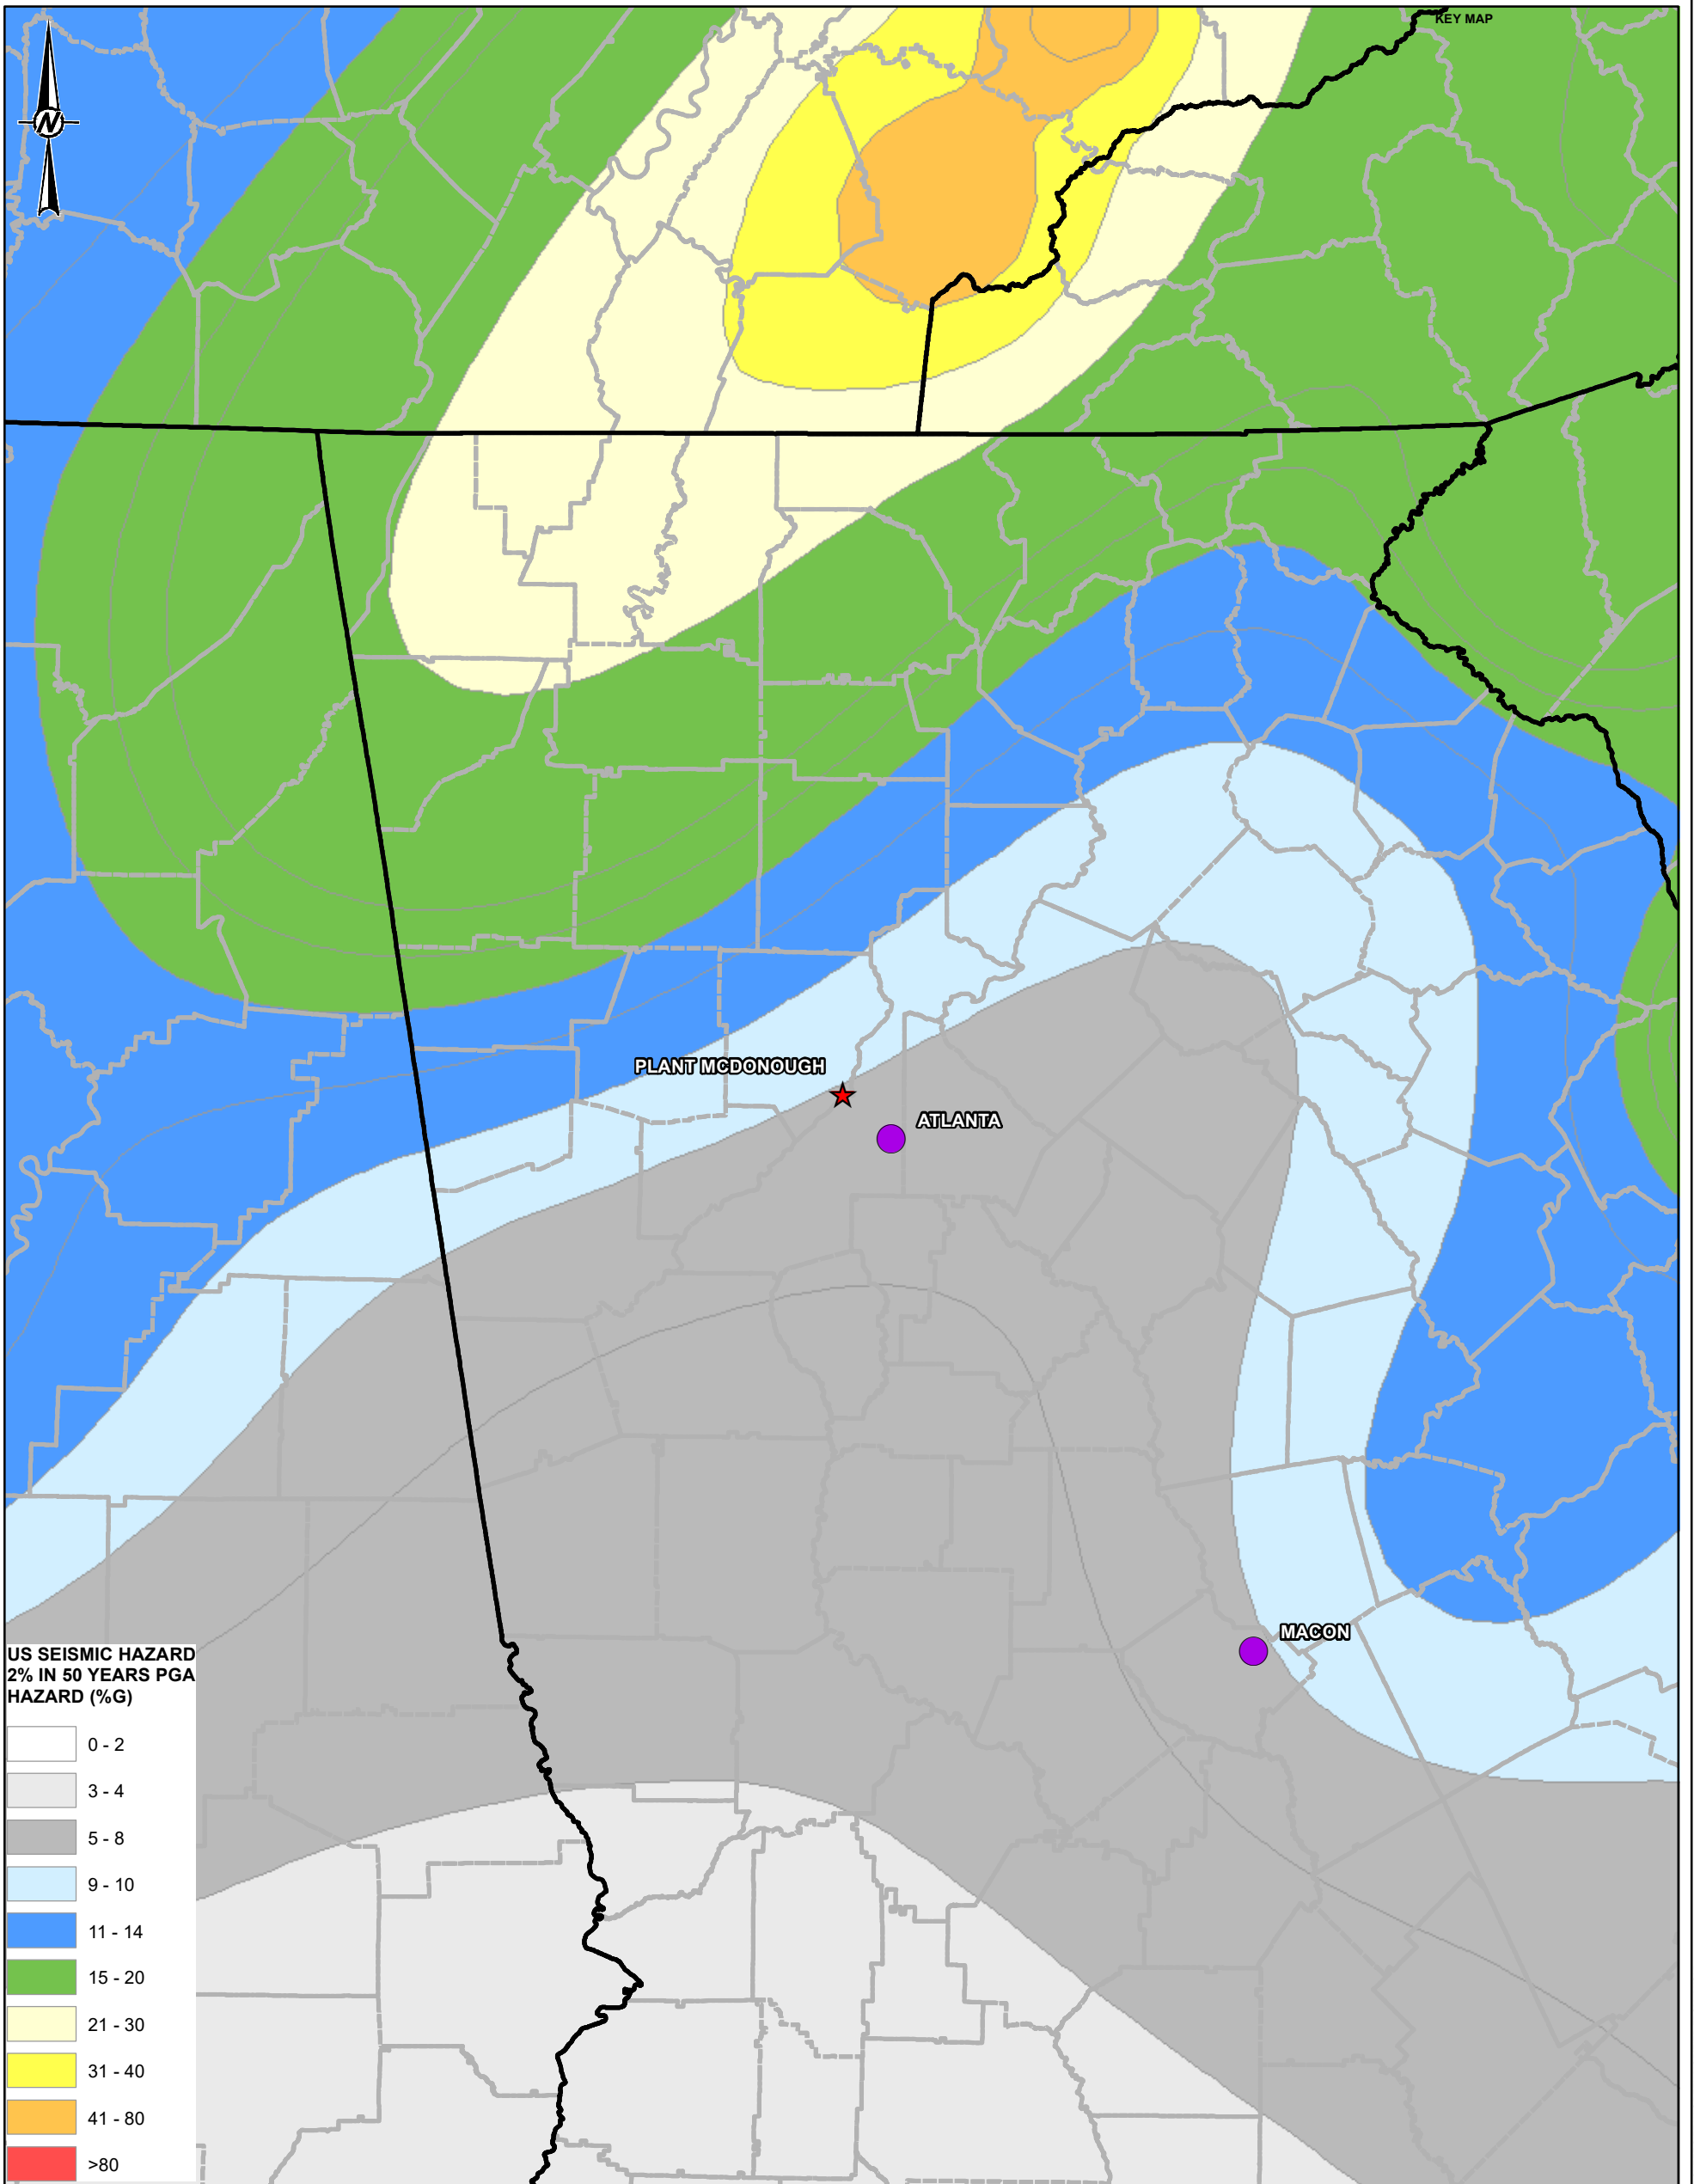 KEY MAP
N
PLANT MCDONOUGH
ATLANTA
MACON
US SEISMIC HAZARD
2% IN 50 YEARS PGA
HAZARD (%G)
0 - 2
3 - 4
5 - 8
9 - 10
11 - 14
15 - 20
21 - 30
31 - 40
41 - 80
>80